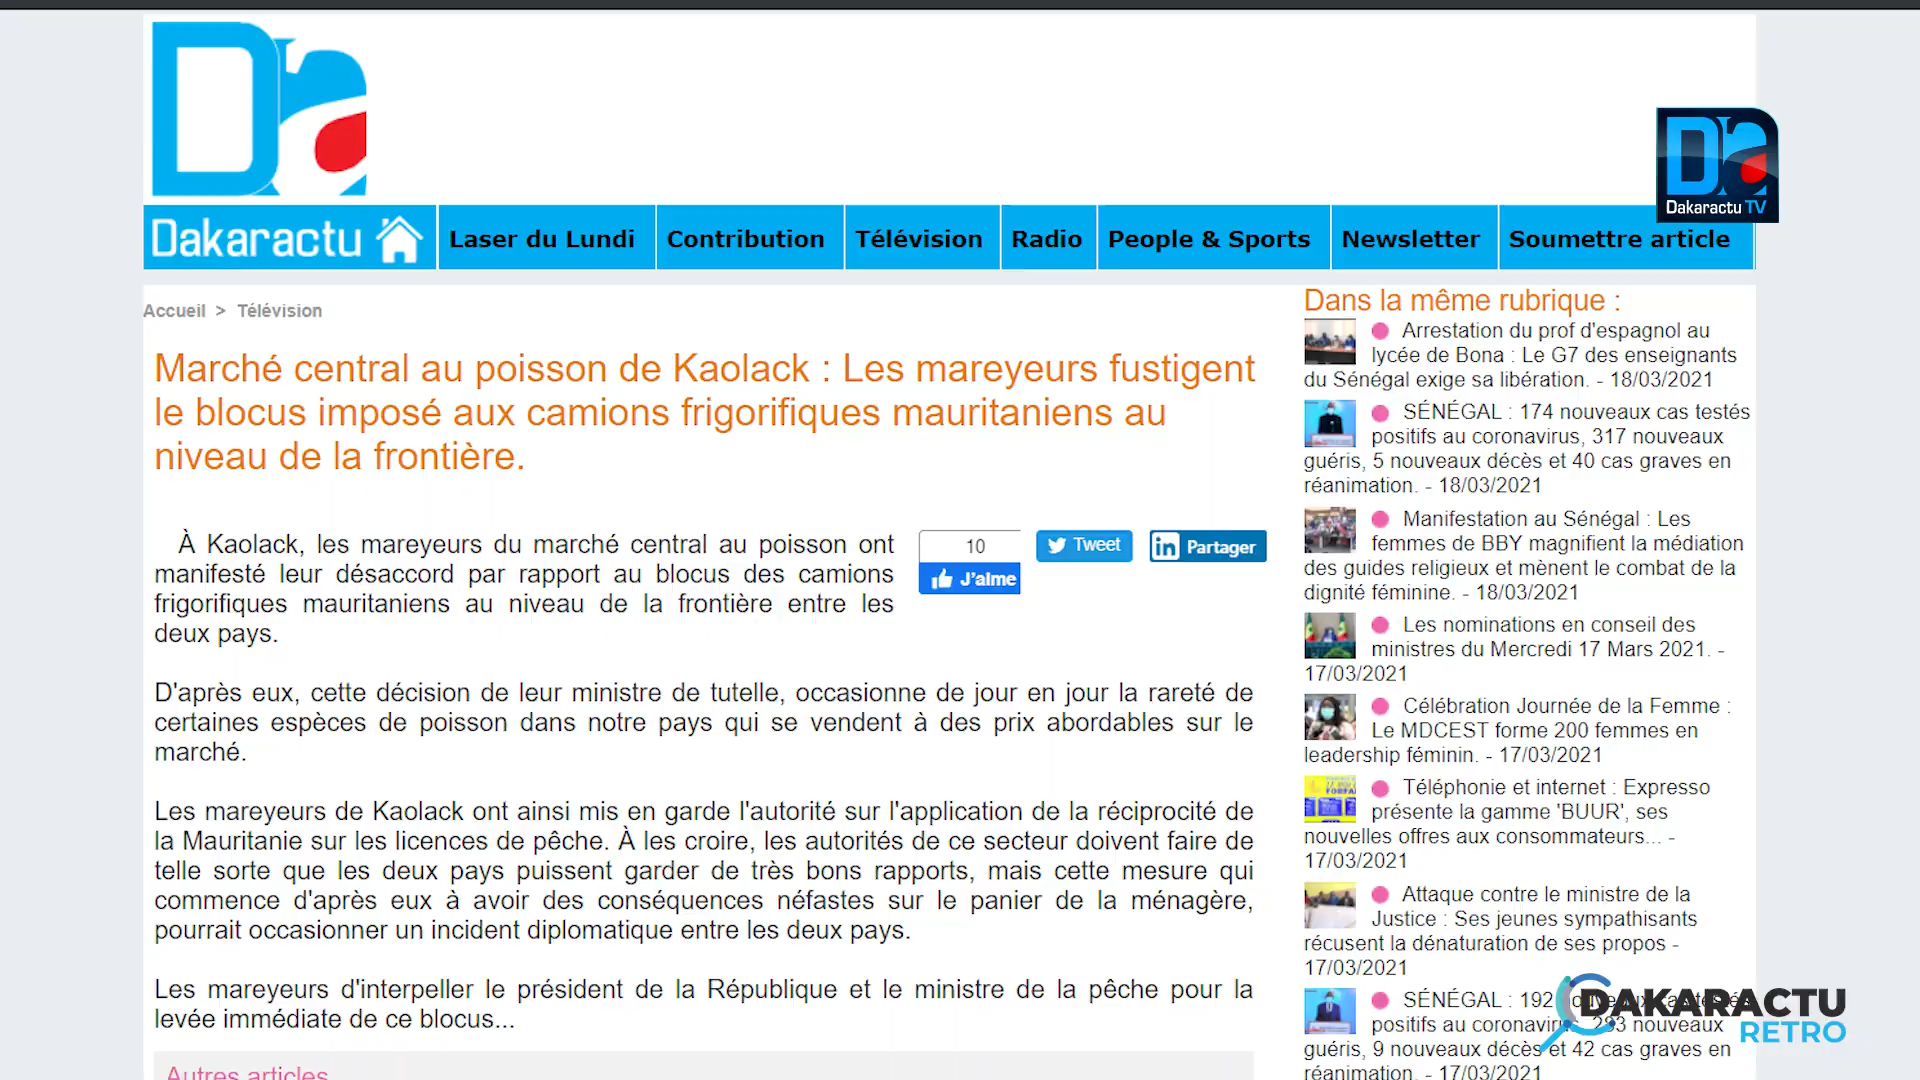 Da
Da
Dakaractu TV
Dakaractu
Laser du Lundi
Contribution
Télévision
Radio
People & Sports
Newsletter
Soumettre article
Accueil > Télévision
Marché central au poisson de Kaolack : Les mareyeurs fustigent
le blocus imposé aux camions frigorifiques mauritaniens au
niveau de la frontière.
À Kaolack, les mareyeurs du marché central au poisson ont
manifesté leur désaccord par rapport au blocus des camions
frigorifiques mauritaniens au niveau de la frontière entre les
deux pays.
10
J'aime
Tweet
in Partager
D'après eux, cette décision de leur ministre de tutelle, occasionne de jour en jour la rareté de
certaines espèces de poisson dans notre pays qui se vendent à des prix abordables sur le
marché.
Les mareyeurs de Kaolack ont ainsi mis en garde l'autorité sur l'application de la réciprocité de
la Mauritanie sur les licences de pêche. À les croire, les autorités de ce secteur doivent faire de
telle sorte que les deux pays puissent garder de très bons rapports, mais cette mesure qui
commence d'après eux à avoir des conséquences néfastes sur le panier de la ménagère,
pourrait occasionner un incident diplomatique entre les deux pays.
Les mareyeurs d'interpeller le président de la République et le ministre de la pêche pour la
levée immédiate de ce blocus...
Autres articles
Dans la même rubrique :
Arrestation du prof d'espagnol au
lycée de Bona : Le G7 des enseignants
du Sénégal exige sa libération. - 18/03/2021
SÉNÉGAL : 174 nouveaux cas testés
positifs au coronavirus, 317 nouveaux
guéris, 5 nouveaux décès et 40 cas graves en
réanimation. - 18/03/2021
Manifestation au Sénégal : Les
femmes de BBY magnifient la médiation
des guides religieux et mènent le combat de la
dignité féminine. - 18/03/2021
Les nominations en conseil des
ministres du Mercredi 17 Mars 2021. -
17/03/2021
Célébration Journée de la Femme :
Le MDCEST forme 200 femmes en
leadership féminin. - 17/03/2021
Téléphonie et internet : Expresso
présente la gamme 'BUUR', ses
nouvelles offres aux consommateurs... -
17/03/2021
Attaque contre le ministre de la
Justice : Ses jeunes sympathisants
récusent la dénaturation de ses propos -
17/03/2021
SÉNÉGAL : 192 nouveaux cas testés
positifs au coronavirus, 293 nouveaux
guéris, 9 nouveaux décès et 42 cas graves en
réanimation. - 17/03/2021
DAKARACTU
RETRO